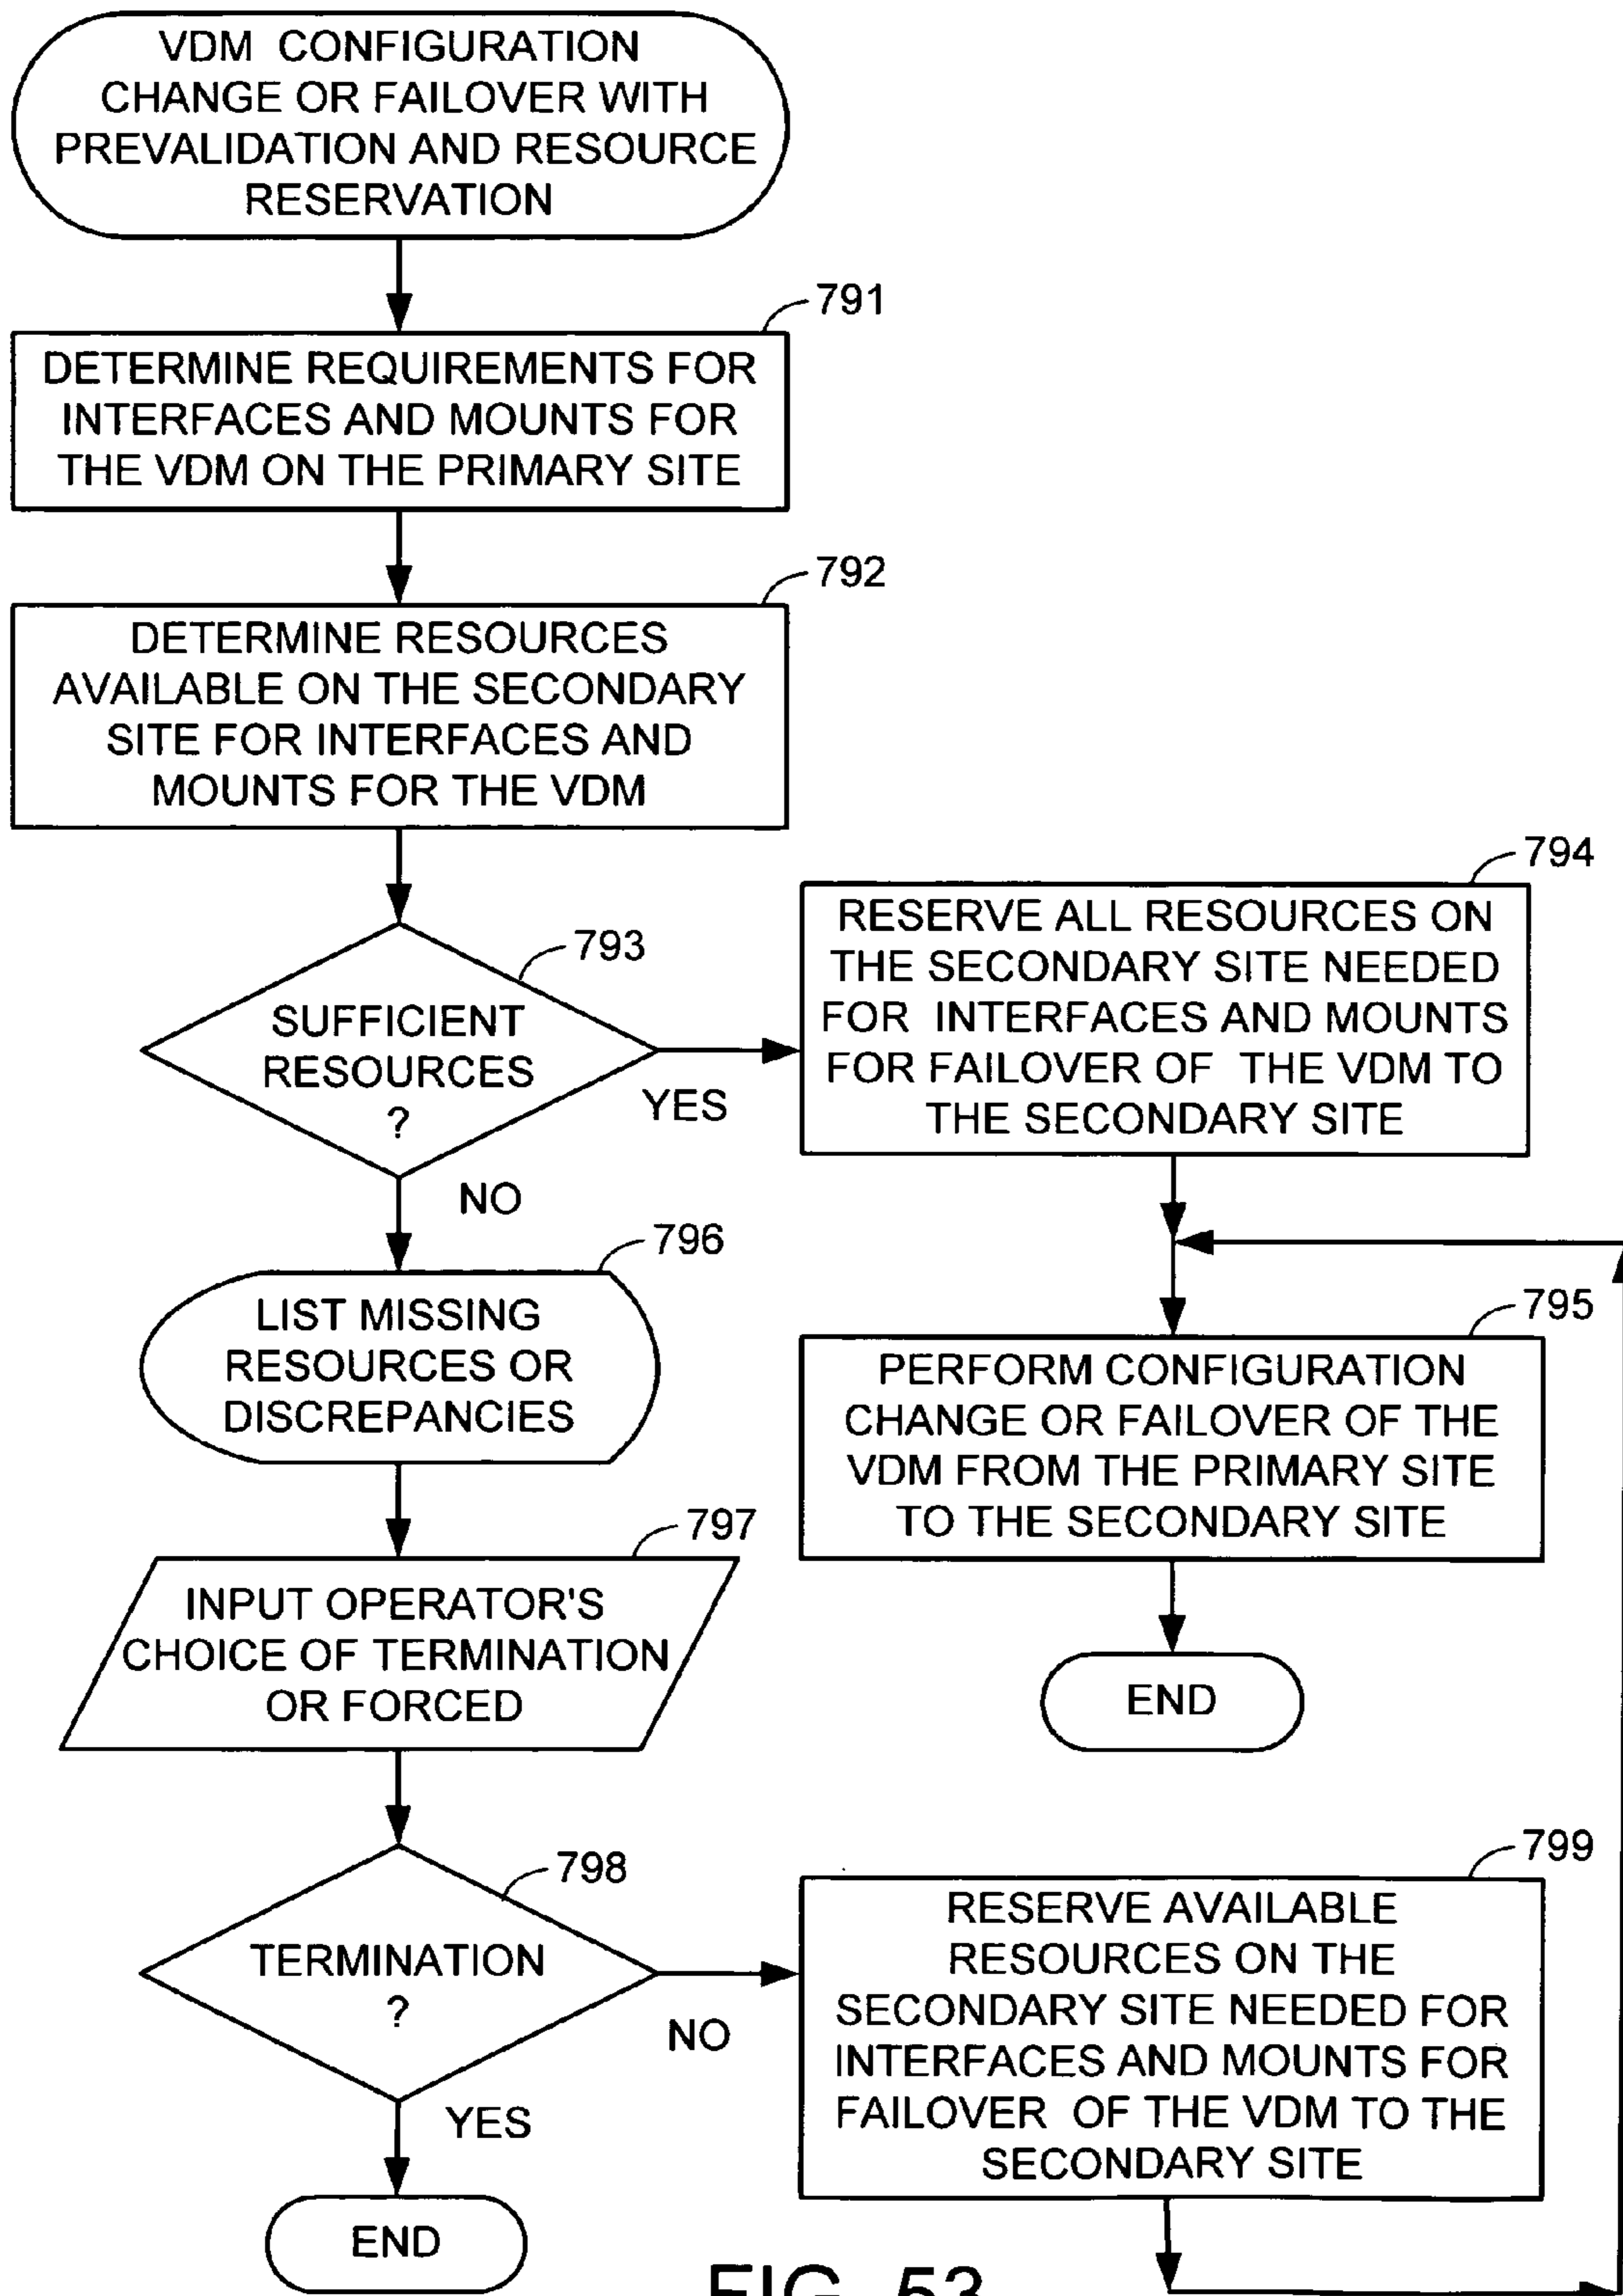 VDM CONFIGURATION
CHANGE OR FAILOVER WITH
PREVALIDATION AND RESOURCE
RESERVATION
791
DETERMINE REQUIREMENTS FOR
INTERFACES AND MOUNTS FOR
THE VDM ON THE PRIMARY SITE
792
DETERMINE RESOURCES
AVAILABLE ON THE SECONDARY
SITE FOR INTERFACES AND
MOUNTS FOR THE VDM
793
SUFFICIENT
RESOURCES
?
YES
NO
794
RESERVE ALL RESOURCES ON
THE SECONDARY SITE NEEDED
FOR INTERFACES AND MOUNTS
FOR FAILOVER OF THE VDM TO
THE SECONDARY SITE
795
PERFORM CONFIGURATION
CHANGE OR FAILOVER OF THE
VDM FROM THE PRIMARY SITE
TO THE SECONDARY SITE
END
796
LIST MISSING
RESOURCES OR
DISCREPANCIES
797
INPUT OPERATOR'S
CHOICE OF TERMINATION
OR FORCED
798
TERMINATION
?
NO
YES
799
RESERVE AVAILABLE
RESOURCES ON THE
SECONDARY SITE NEEDED FOR
INTERFACES AND MOUNTS FOR
FAILOVER OF THE VDM TO THE
SECONDARY SITE
END
FIG. 53